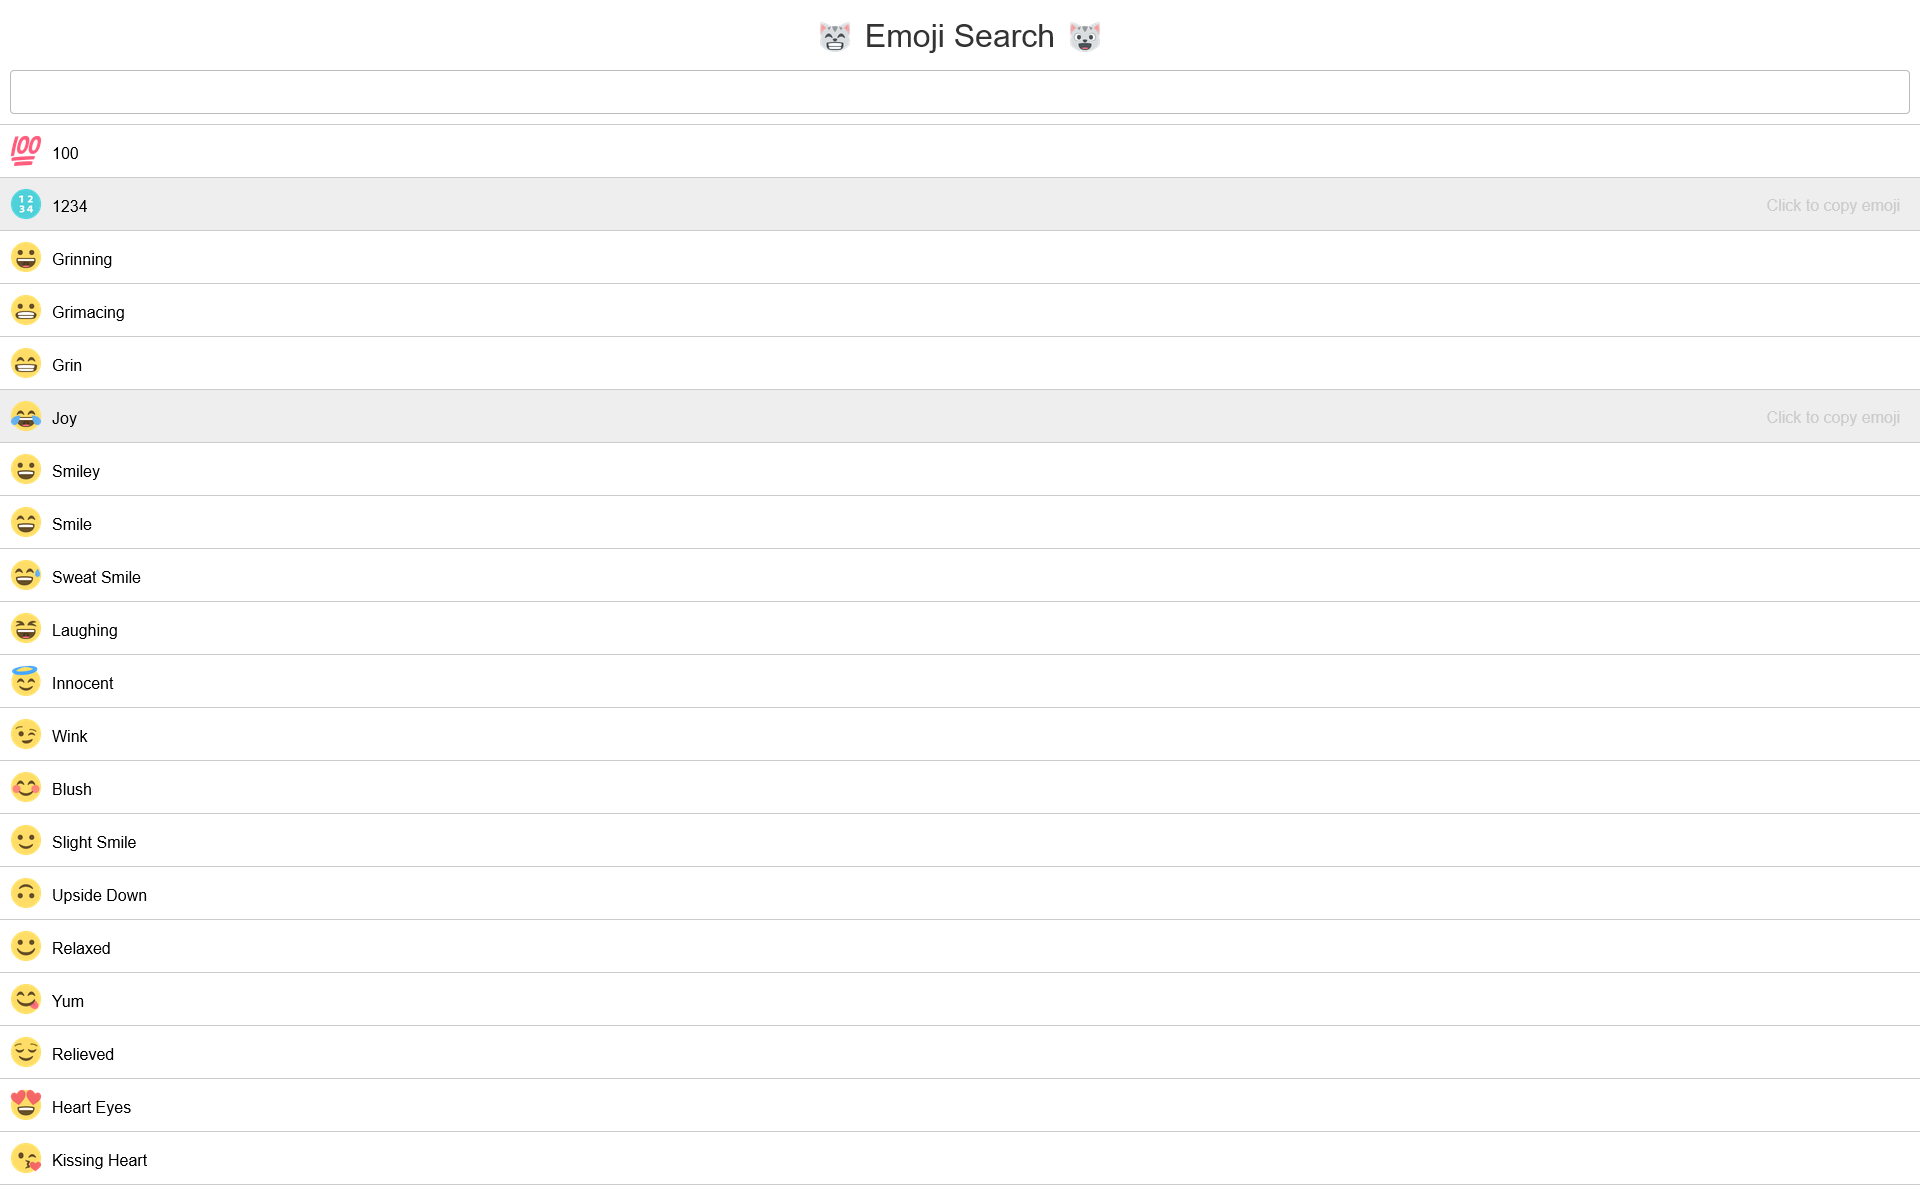 Emoji Search
100
1234 Click to copy emoji
Grinning
Grimacing
Grin
Joy Click to copy emoji
Smiley
Smile
Sweat Smile
Laughing
Innocent
Wink
Blush
Slight Smile
Upside Down
Relaxed
Yum
Relieved
Heart Eyes
Kissing Heart